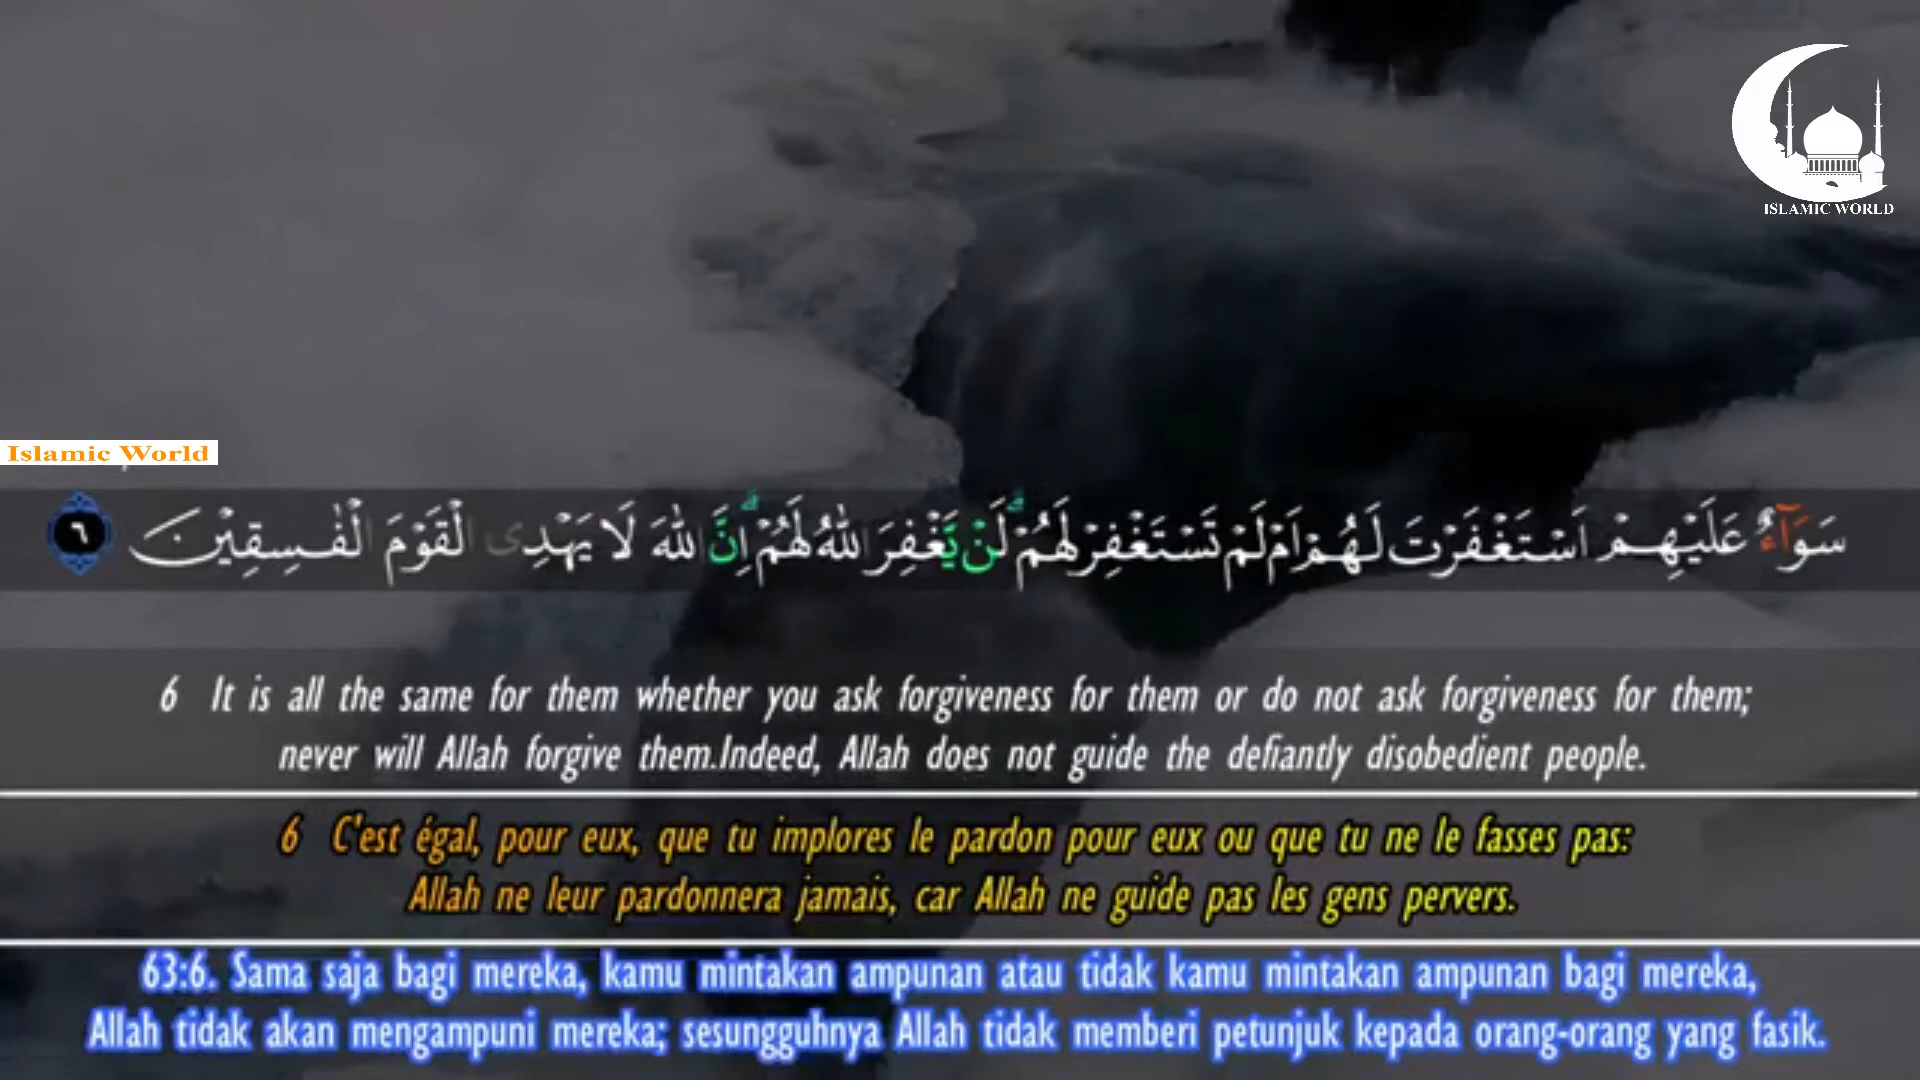 ISLAMIC WORLD
Islamic World
سَوَآءٌ عَلَيْهِمْ اَسْتَغْفَرْتَ لَهُمْ اَمْ لَمْ تَسْتَغْفِرْ لَهُمْ ؕ لَنْ يَّغْفِرَ اللّٰهُ لَهُمْ ؕ اِنَّ اللّٰهَ لَا يَهْدِى الْقَوْمَ الْفٰسِقِيْنَ ٦
6 It is all the same for them whether you ask forgiveness for them or do not ask forgiveness for them;
never will Allah forgive them.Indeed, Allah does not guide the defiantly disobedient people.
6 C'est égal, pour eux, que tu implores le pardon pour eux ou que tu ne le fasses pas:
Allah ne leur pardonnera jamais, car Allah ne guide pas les gens pervers.
63:6. Sama saja bagi mereka, kamu mintakan ampunan atau tidak kamu mintakan ampunan bagi mereka,
Allah tidak akan mengampuni mereka; sesungguhnya Allah tidak memberi petunjuk kepada orang-orang yang fasik.